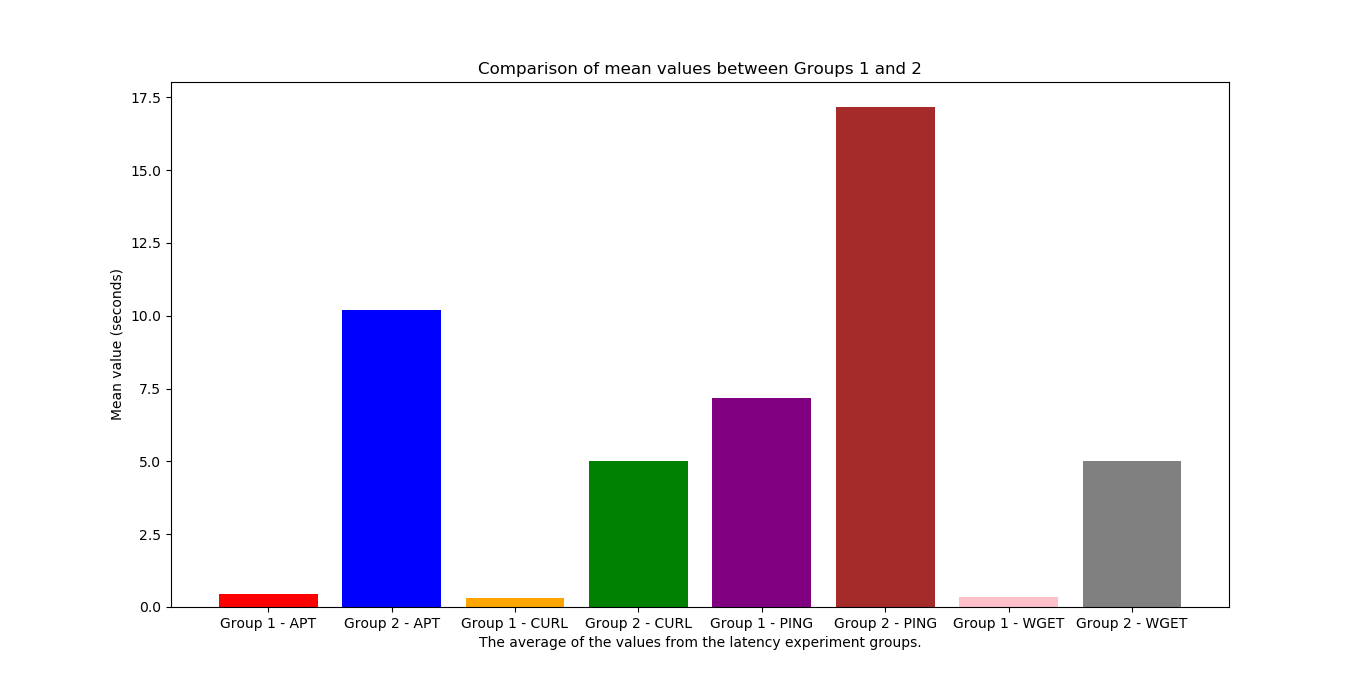 Comparison of mean values between Groups 1 and 2
Mean value (seconds)
17.5
15.0
12.5
10.0
7.5
5.0
2.5
0.0
Group 1 - APT Group 2 - APT Group 1 - CURL Group 2 - CURL Group 1 - PING Group 2 - PING Group 1 - WGET Group 2 - WGET
The average of the values from the latency experiment groups.